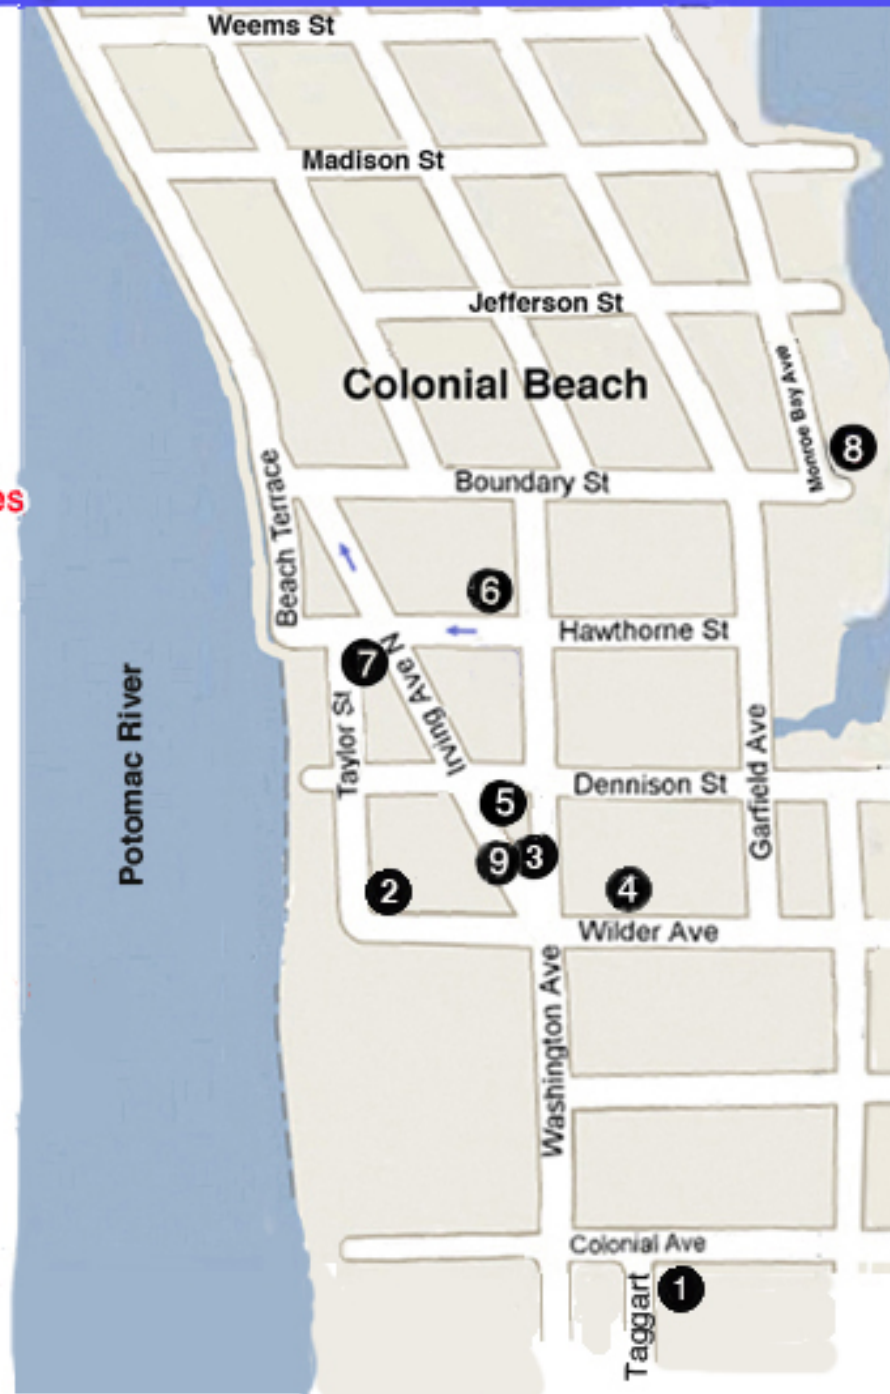 Weems St
Madison St
Jefferson St
Colonial Beach
Monroe Bay Ave
8
Boundary St
Beach Terrace
es
6
Hawthorne St
7
Irving Ave N
Taylor St
Potomac River
Dennison St
Garfield Ave
5
9
3
2
4
Wilder Ave
Washington Ave
Colonial Ave
1
Taggart